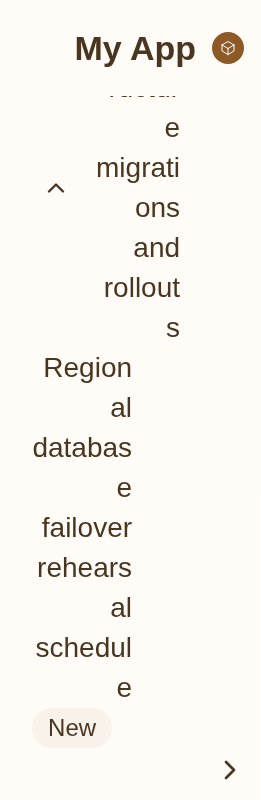 My App
e
migrati
ons
and
rollout
s
Region
al
databas
e
failover
rehears
al
schedul
e
New